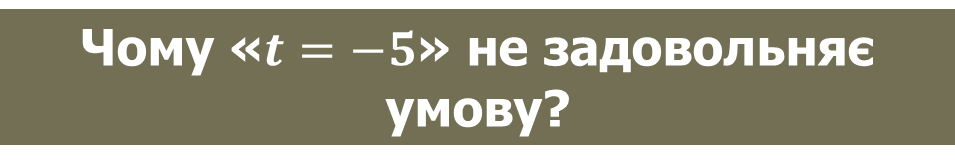 Чому «t = −5» не задовольняє
умову?